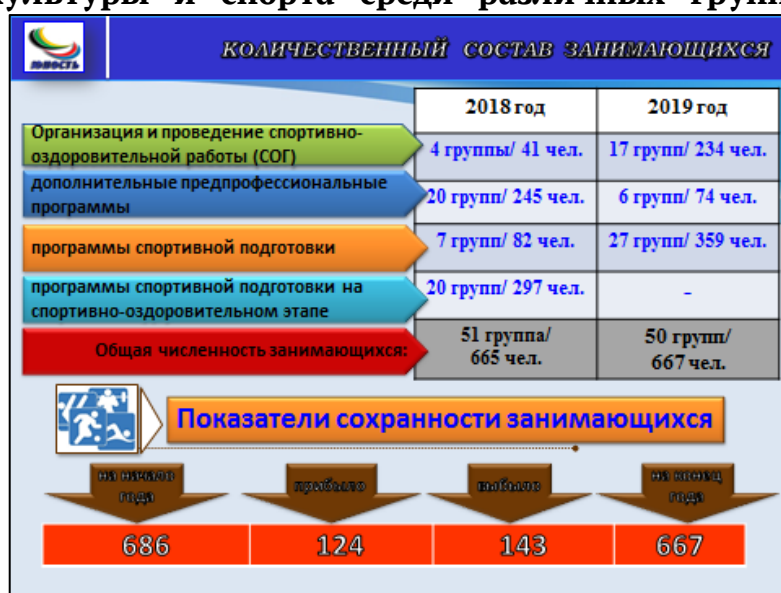 культуры и спорта среди различных групп
ЮНОСТЬ
КОЛИЧЕСТВЕННЫЙ СОСТАВ ЗАНИМАЮЩИХСЯ
2018 год 2019 год
Организация и проведение спортивно-
оздоровительной работы (СОГ)
4 группы/ 41 чел. 17 групп/ 234 чел.
дополнительные предпрофессиональные
программы
20 групп/ 245 чел. 6 групп/ 74 чел.
программы спортивной подготовки
7 групп/ 82 чел. 27 групп/ 359 чел.
программы спортивной подготовки на
спортивно-оздоровительном этапе
20 групп/ 297 чел. -
Общая численность занимающихся:
51 группа/ 50 групп/
665 чел. 667 чел.
Показатели сохранности занимающихся
на начало прибыло выбыло на конец
года года
686 124 143 667